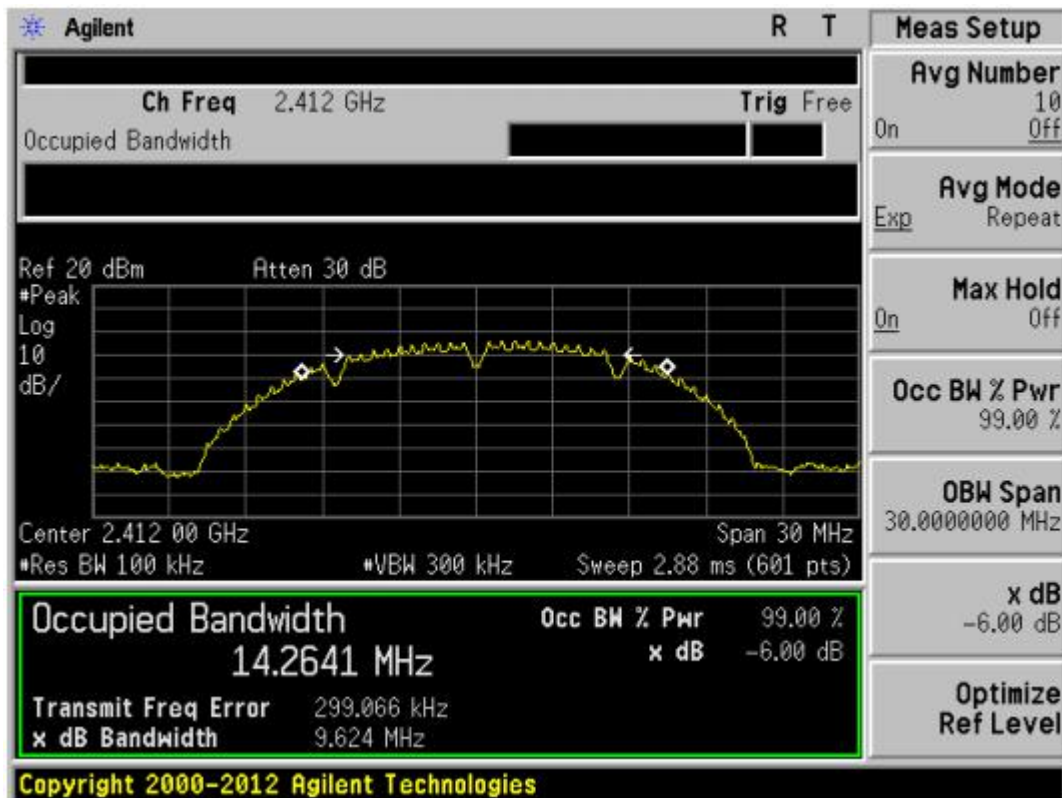 Agilent R T
Meas Setup
Avg Number
10
On Off
Avg Mode
Exp Repeat
Max Hold
On Off
Occ BW % Pwr
99.00 %
OBW Span
30.0000000 MHz
x dB
-6.00 dB
Optimize
Ref Level
Ch Freq 2.412 GHz Trig Free
Occupied Bandwidth
Ref 20 dBm Atten 30 dB
#Peak
Log
10
dB/
Center 2.412 00 GHz Span 30 MHz
#Res BW 100 kHz #VBW 300 kHz Sweep 2.88 ms (601 pts)
Occupied Bandwidth Occ BW % Pwr 99.00 %
14.2641 MHz x dB -6.00 dB
Transmit Freq Error 299.066 kHz
x dB Bandwidth 9.624 MHz
Copyright 2000-2012 Agilent Technologies